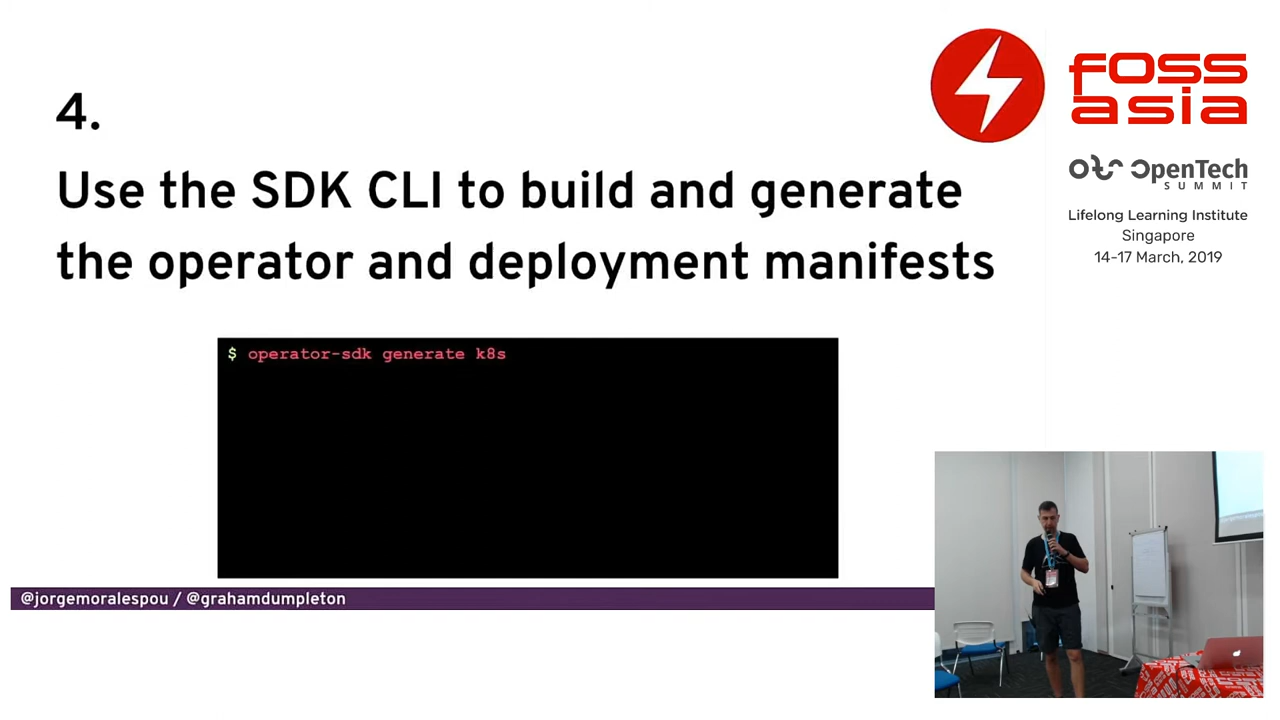 4.
Use the SDK CLI to build and generate
the operator and deployment manifests
$ operator-sdk generate k8s
@jorgemoralespou / @grahamdumpleton
FOSS
asia
OpenTech
SUMMIT
Lifelong Learning Institute
Singapore
14-17 March, 2019